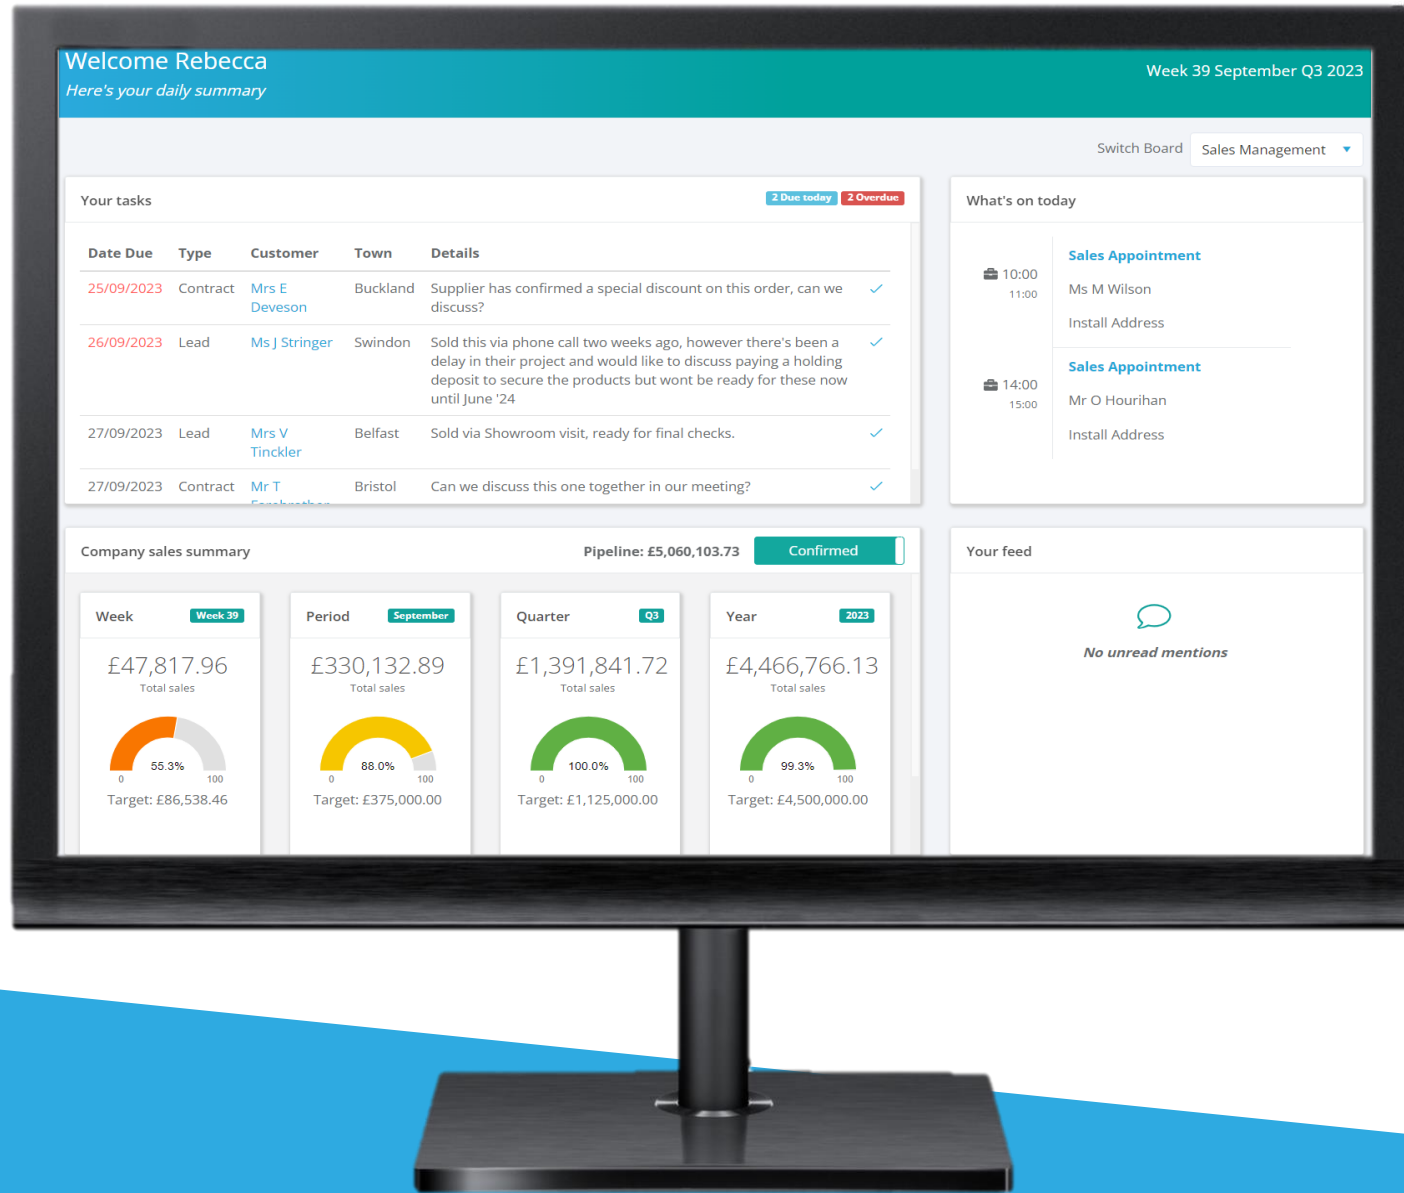 Welcome Rebecca
Here's your daily summary
Week 39 September Q3 2023
Switch Board
Sales Management
Your tasks
2 Due today
2 Overdue
Date Due Type Customer Town Details
25/09/2023 Contract Mrs E Deveson Buckland Supplier has confirmed a special discount on this order, can we
discuss?
26/09/2023 Lead Ms J Stringer Swindon Sold this via phone call two weeks ago, however there's been a
delay in their project and would like to discuss paying a holding
deposit to secure the products but wont be ready for these now
until June '24
27/09/2023 Lead Mrs V Tinckler Belfast Sold via Showroom visit, ready for final checks.
27/09/2023 Contract Mr T Bristol Can we discuss this one together in our meeting?
What's on today
10:00
11:00
Sales Appointment
Ms M Wilson
Install Address
14:00
15:00
Sales Appointment
Mr O Hourihan
Install Address
Company sales summary
Pipeline: £5,060,103.73
Confirmed
Week
Week 39
£47,817.96
Total sales
55.3%
0 100
Target: £86,538.46
Period
September
£330,132.89
Total sales
88.0%
0 100
Target: £375,000.00
Quarter
Q3
£1,391,841.72
Total sales
100.0%
0 100
Target: £1,125,000.00
Year
2023
£4,466,766.13
Total sales
99.3%
0 100
Target: £4,500,000.00
Your feed
No unread mentions